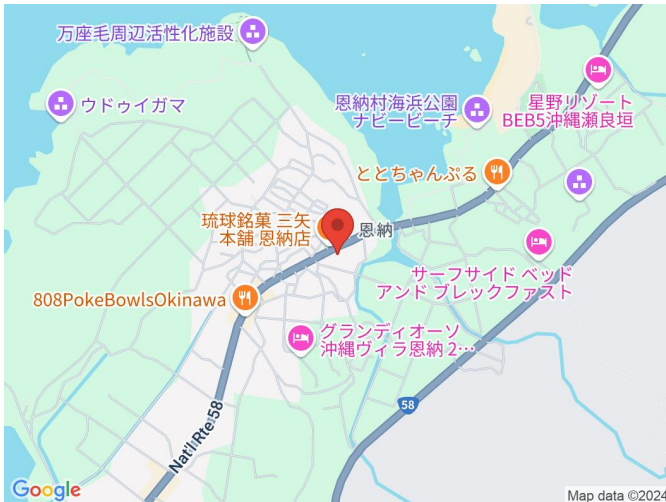 万座毛周辺活性化施設
ウドゥイガマ
恩納村海浜公園
ナビービーチ
星野リゾート
BEB5沖縄瀬良垣
ととちゃんぷる
琉球銘菓 三矢
本舗 恩納店
恩納
サーフサイド ベッド
アンド ブレックファスト
808PokeBowlsOkinawa
グランディオーソ
沖縄ヴィラ恩納 2…
58
Nat'l Rte 58
Google
Map data ©2024